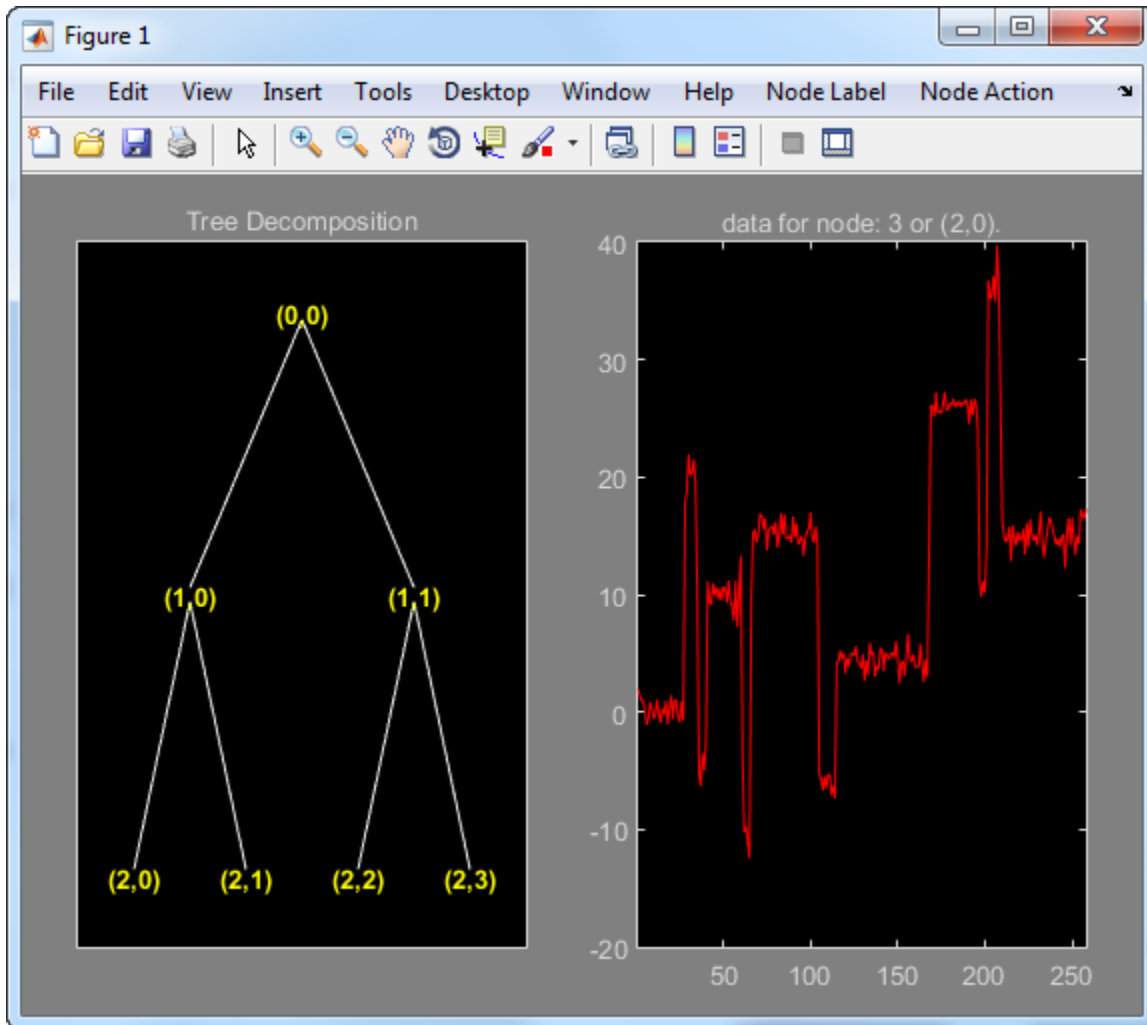 Figure 1
File Edit View Insert Tools Desktop Window Help Node Label Node Action
Tree Decomposition
(0,0)
(1,0) (1,1)
(2,0) (2,1) (2,2) (2,3)
data for node: 3 or (2,0).
40
30
20
10
0
-10
-20
50 100 150 200 250